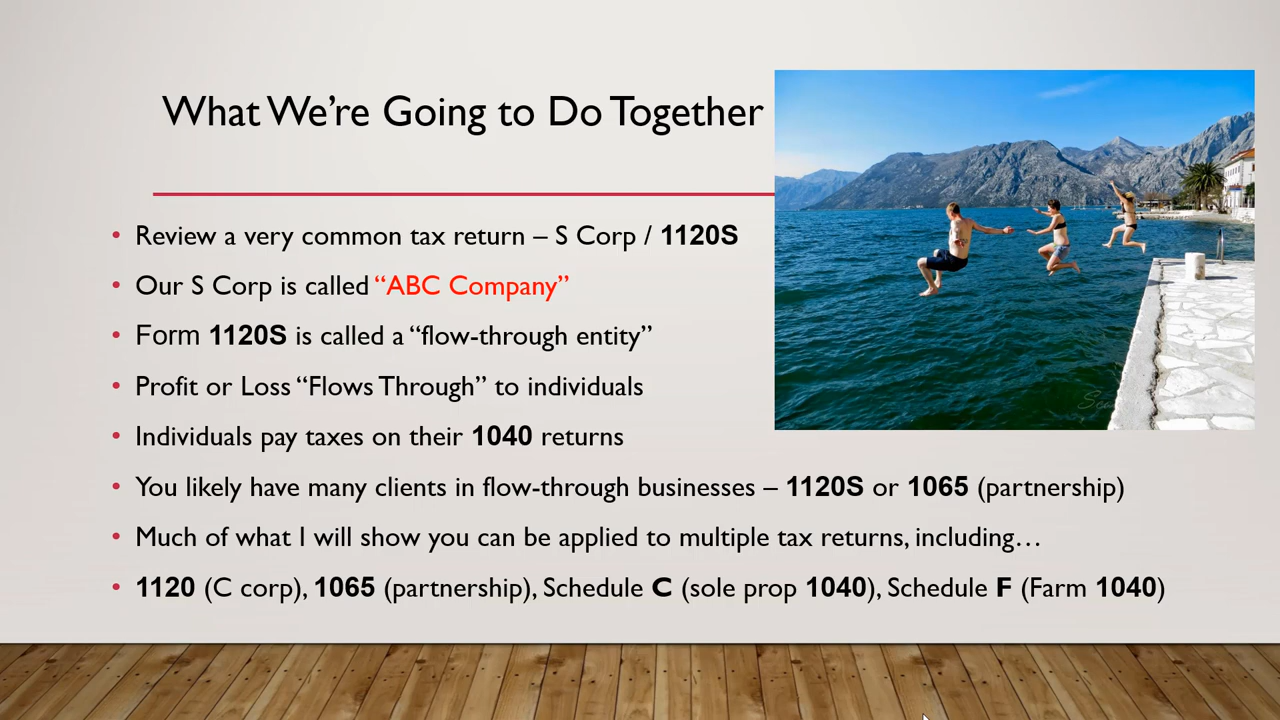 What We're Going to Do Together
• Review a very common tax return – S Corp / 1120S
• Our S Corp is called “ABC Company”
• Form 1120S is called a “flow-through entity”
• Profit or Loss “Flows Through” to individuals
• Individuals pay taxes on their 1040 returns
• You likely have many clients in flow-through businesses – 1120S or 1065 (partnership)
• Much of what I will show you can be applied to multiple tax returns, including…
• 1120 (C corp), 1065 (partnership), Schedule C (sole prop 1040), Schedule F (Farm 1040)